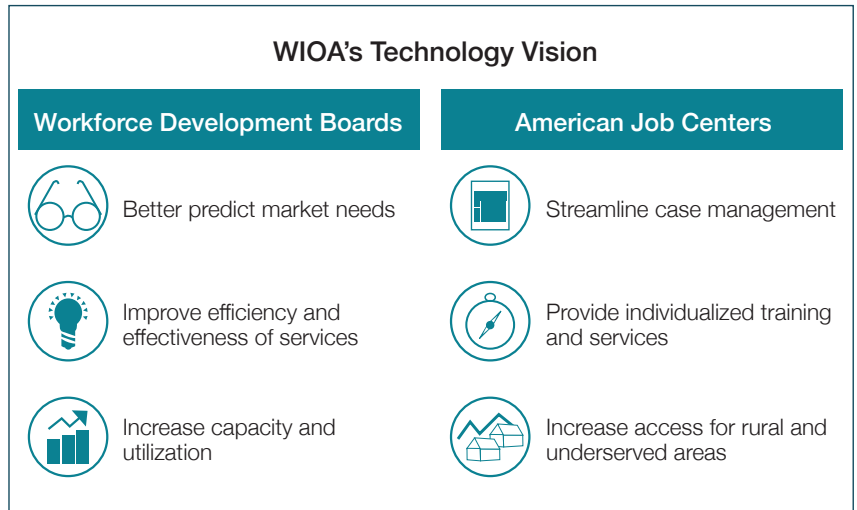 WIOA's Technology Vision
Workforce Development Boards
Better predict market needs
Improve efficiency and
effectiveness of services
Increase capacity and
utilization
American Job Centers
Streamline case management
Provide individualized training
and services
Increase access for rural and
underserved areas